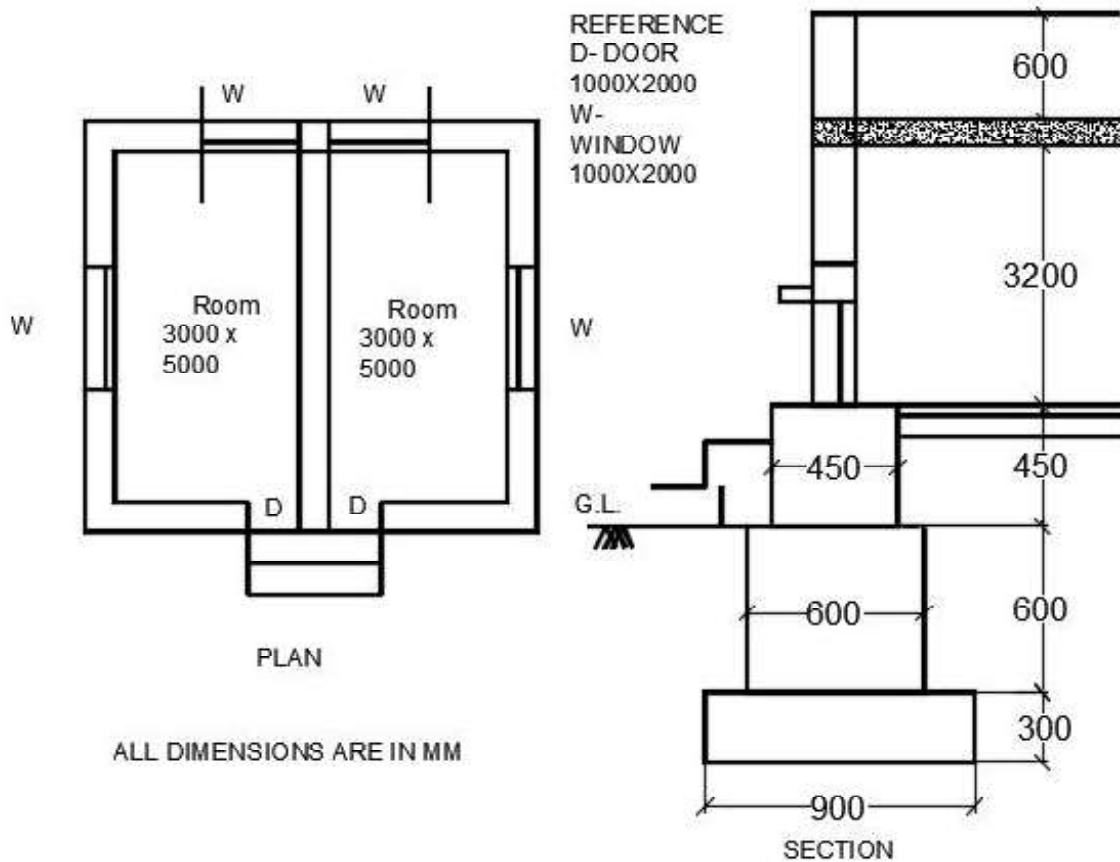 W
W
W
Room
3000 x
5000
Room
3000 x
5000
W
D
D
PLAN
ALL DIMENSIONS ARE IN MM
REFERENCE
D- DOOR
1000X2000
W-
WINDOW
1000X2000
600
3200
450
450
G.L.
600
600
300
900
SECTION